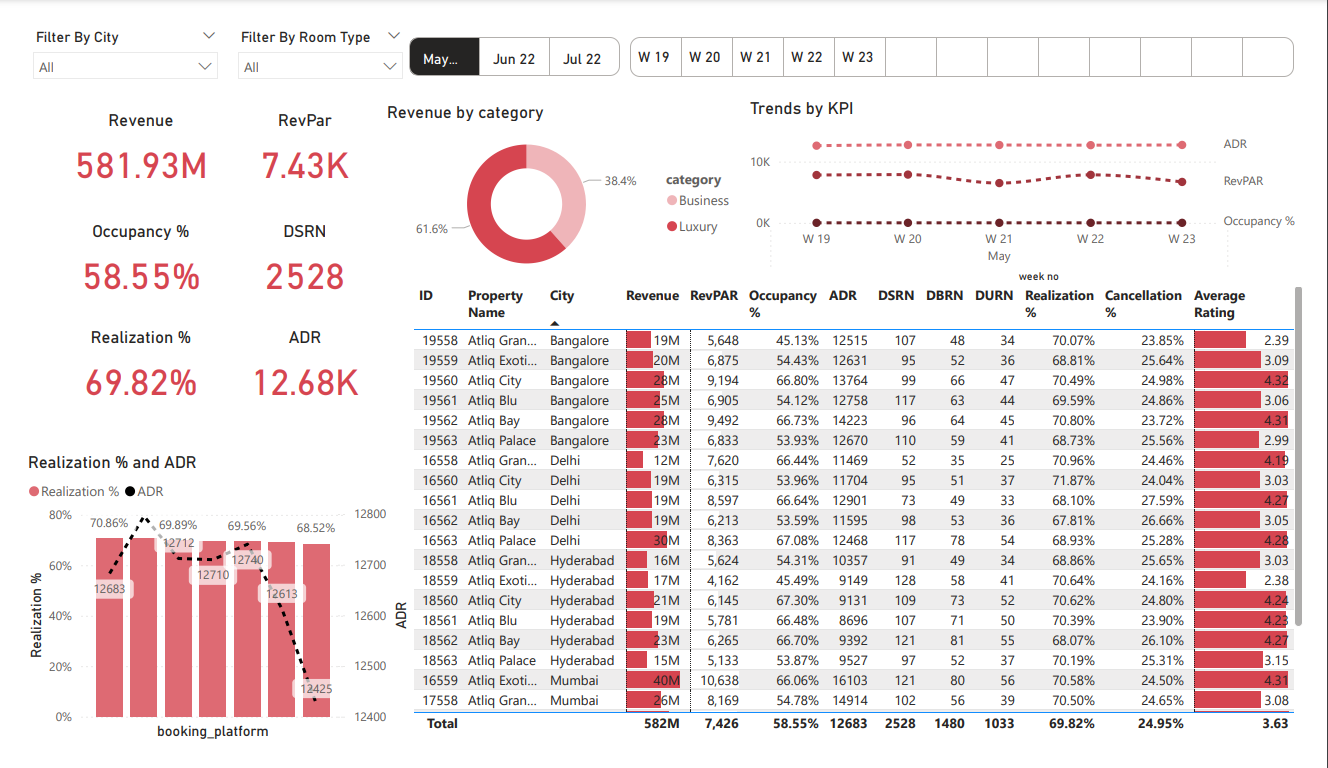 Filter By City
Filter By Room Type
All
All
May...
Jun 22
Jul 22
W 19
W 20
W 21
W 22
W 23
Revenue
RevPar
581.93M
7.43K
Occupancy %
DSRN
58.55%
2528
Realization %
ADR
69.82%
12.68K
Revenue by category
38.4%
61.6%
category
Business
Luxury
Trends by KPI
10K
0K
ADR
RevPAR
Occupancy %
W 19 W 20 W 21 W 22 W 23
May
week no
Realization % and ADR
Realization % ADR
80%
60%
40%
20%
0%
Realization %
70.86% 69.89% 69.56% 68.52%
12683
12712
12710
12740
12613
12425
12800
12700
12600
12500
12400
ADR
booking_platform
ID Property Name City Revenue RevPAR Occupancy % ADR DSRN DBRN DURN Realization % Cancellation % Average Rating
19558 Atliq Gran... Bangalore 19M 5,648 45.13% 12515 107 48 34 70.07% 23.85% 2.39
19559 Atliq Exoti... Bangalore 20M 6,875 54.43% 12631 95 52 36 68.81% 25.64% 3.09
19560 Atliq City Bangalore 28M 9,194 66.80% 13764 99 66 47 70.49% 24.98% 4.32
19561 Atliq Blu Bangalore 25M 6,905 54.12% 12758 117 63 44 69.59% 24.86% 3.06
19562 Atliq Bay Bangalore 28M 9,492 66.73% 14223 96 64 45 70.80% 23.72% 4.31
19563 Atliq Palace Bangalore 23M 6,833 53.93% 12670 110 59 41 68.73% 25.56% 2.99
16558 Atliq Gran... Delhi 12M 7,620 66.44% 11469 52 35 25 70.96% 24.46% 4.19
16560 Atliq City Delhi 19M 6,315 53.96% 11704 95 51 37 71.87% 24.04% 3.03
16561 Atliq Blu Delhi 19M 8,597 66.64% 12901 73 49 33 68.10% 27.59% 4.27
16562 Atliq Bay Delhi 19M 6,213 53.59% 11595 98 53 36 67.81% 26.66% 3.05
16563 Atliq Palace Delhi 30M 8,363 67.08% 12468 117 78 54 68.93% 25.28% 4.28
18558 Atliq Gran... Hyderabad 16M 5,624 54.31% 10357 91 49 34 68.86% 25.65% 3.03
18559 Atliq Exoti... Hyderabad 17M 4,162 45.49% 9149 128 58 41 70.64% 24.16% 2.38
18560 Atliq City Hyderabad 21M 6,145 67.30% 9131 109 73 52 70.62% 24.80% 4.24
18561 Atliq Blu Hyderabad 19M 5,781 66.48% 8696 107 71 50 70.39% 23.90% 4.23
18562 Atliq Bay Hyderabad 23M 6,265 66.70% 9392 121 81 55 68.07% 26.10% 4.27
18563 Atliq Palace Hyderabad 15M 5,133 53.87% 9527 97 52 37 70.19% 25.31% 3.15
16559 Atliq Exoti... Mumbai 40M 10,638 66.06% 16103 121 80 56 70.58% 24.50% 4.31
17558 Atliq Gran... Mumbai 26M 8,169 54.78% 14914 102 56 39 70.50% 24.65% 3.08
Total 582M 7,426 58.55% 12683 2528 1480 1033 69.82% 24.95% 3.63